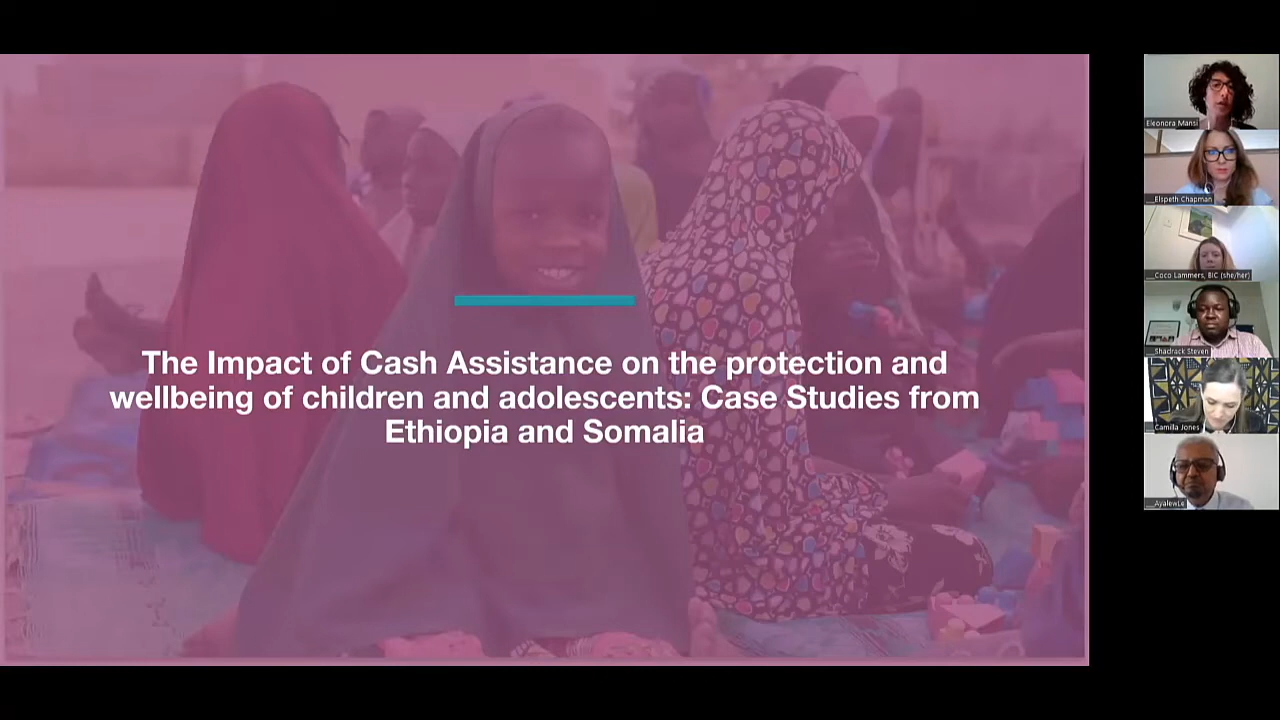 The Impact of Cash Assistance on the protection and
wellbeing of children and adolescents: Case Studies from
Ethiopia and Somalia
Eleonora Mansi
Elspeth Chapman
Coco Lammers, BIC (she/her)
Shadrack Steven
Camilla Jones
AyalewLe